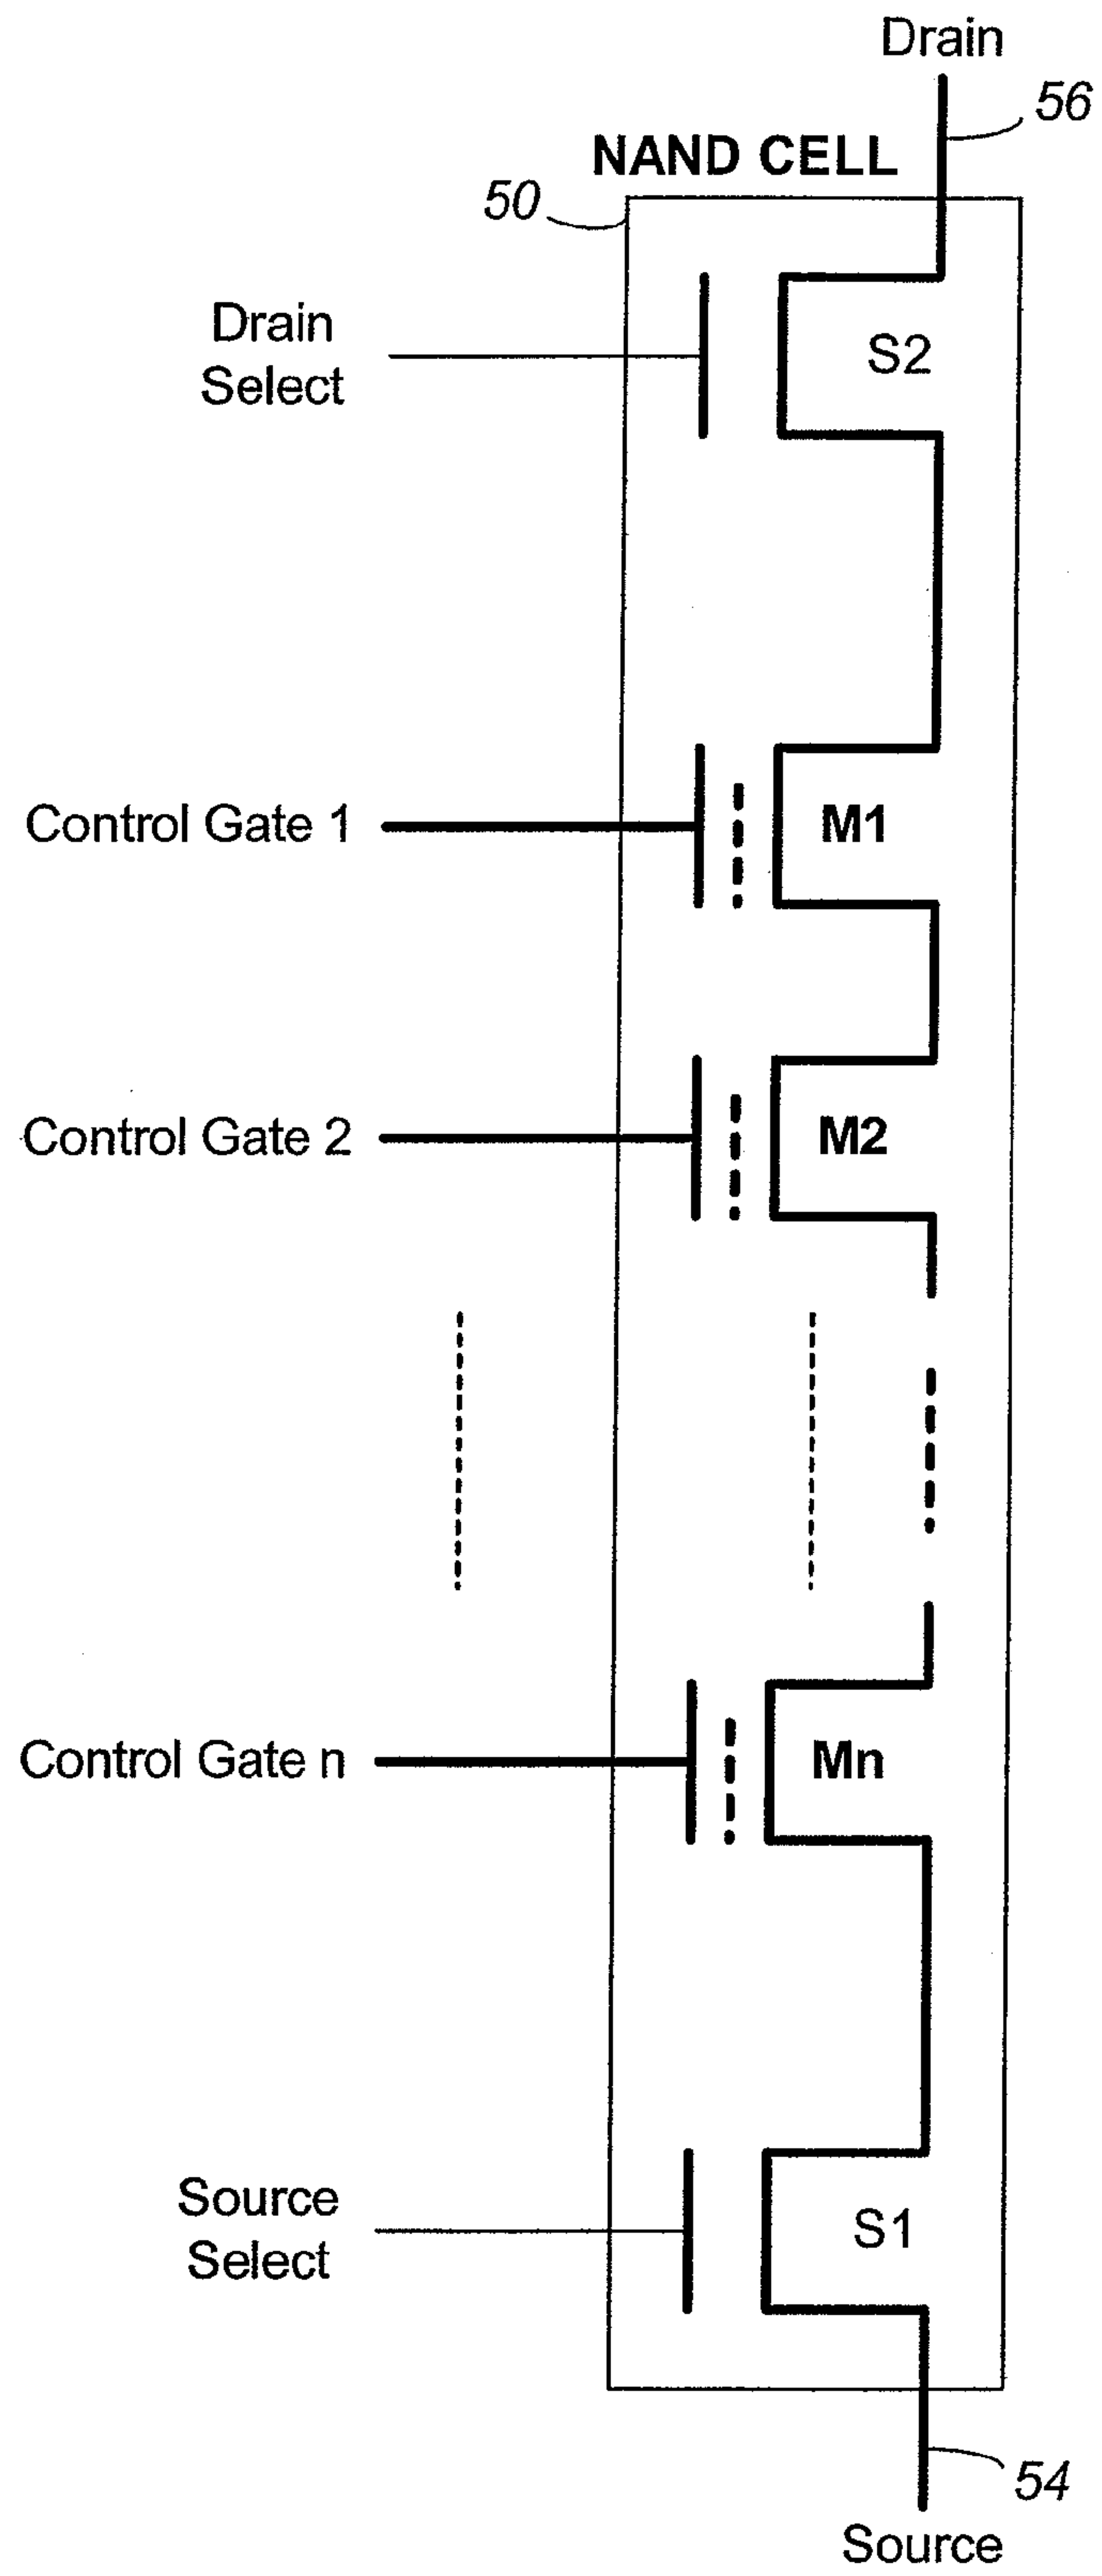 Drain
56
NAND CELL
50
Drain
Select
S2
Control Gate 1
M1
Control Gate 2
M2
Control Gate n
Mn
Source
Select
S1
54
Source